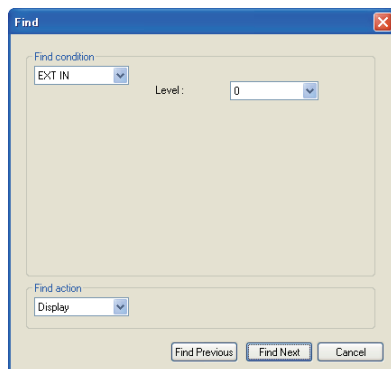 Find
Find condition
EXT IN
Level :
0
Find action
Display
Find Previous
Find Next
Cancel